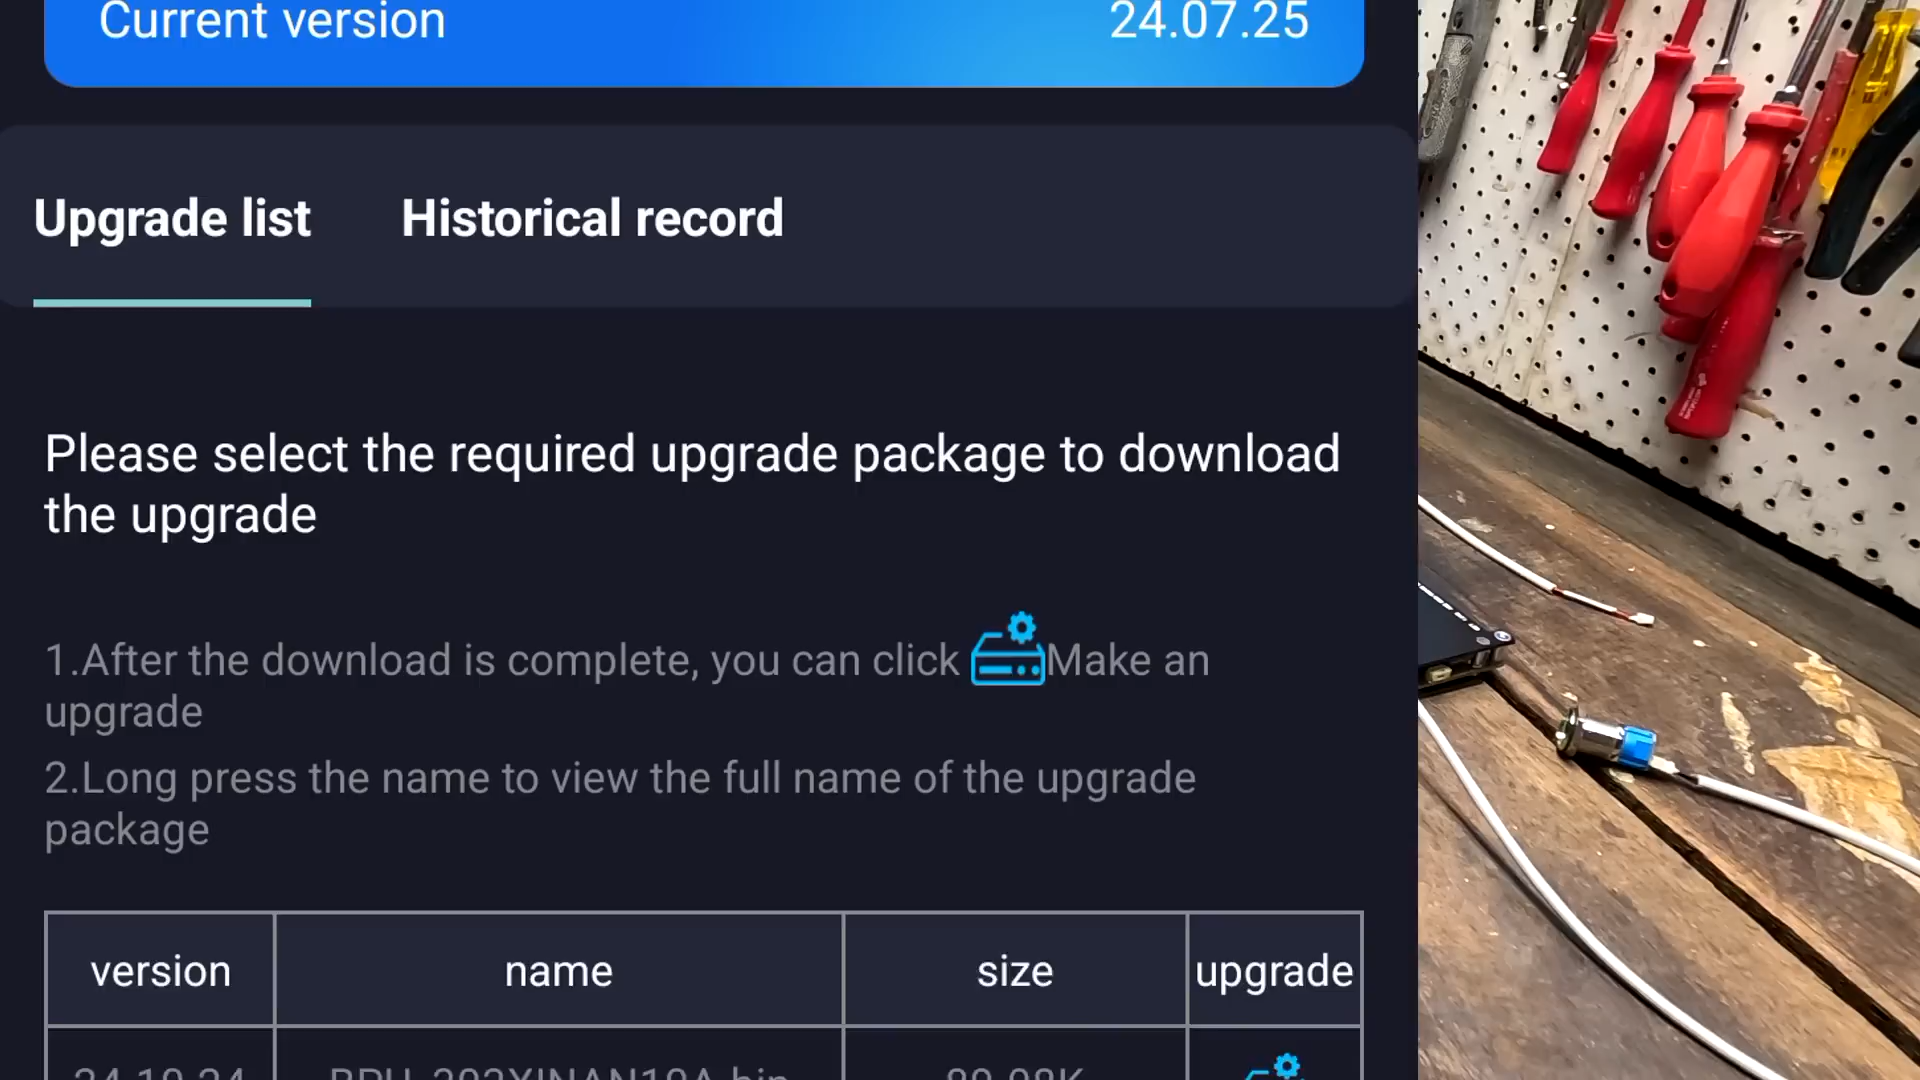 Current version 24.07.25
Upgrade list Historical record
Please select the required upgrade package to download
the upgrade
1.After the download is complete, you can click Make an
upgrade
2.Long press the name to view the full name of the upgrade
package
version name size upgrade